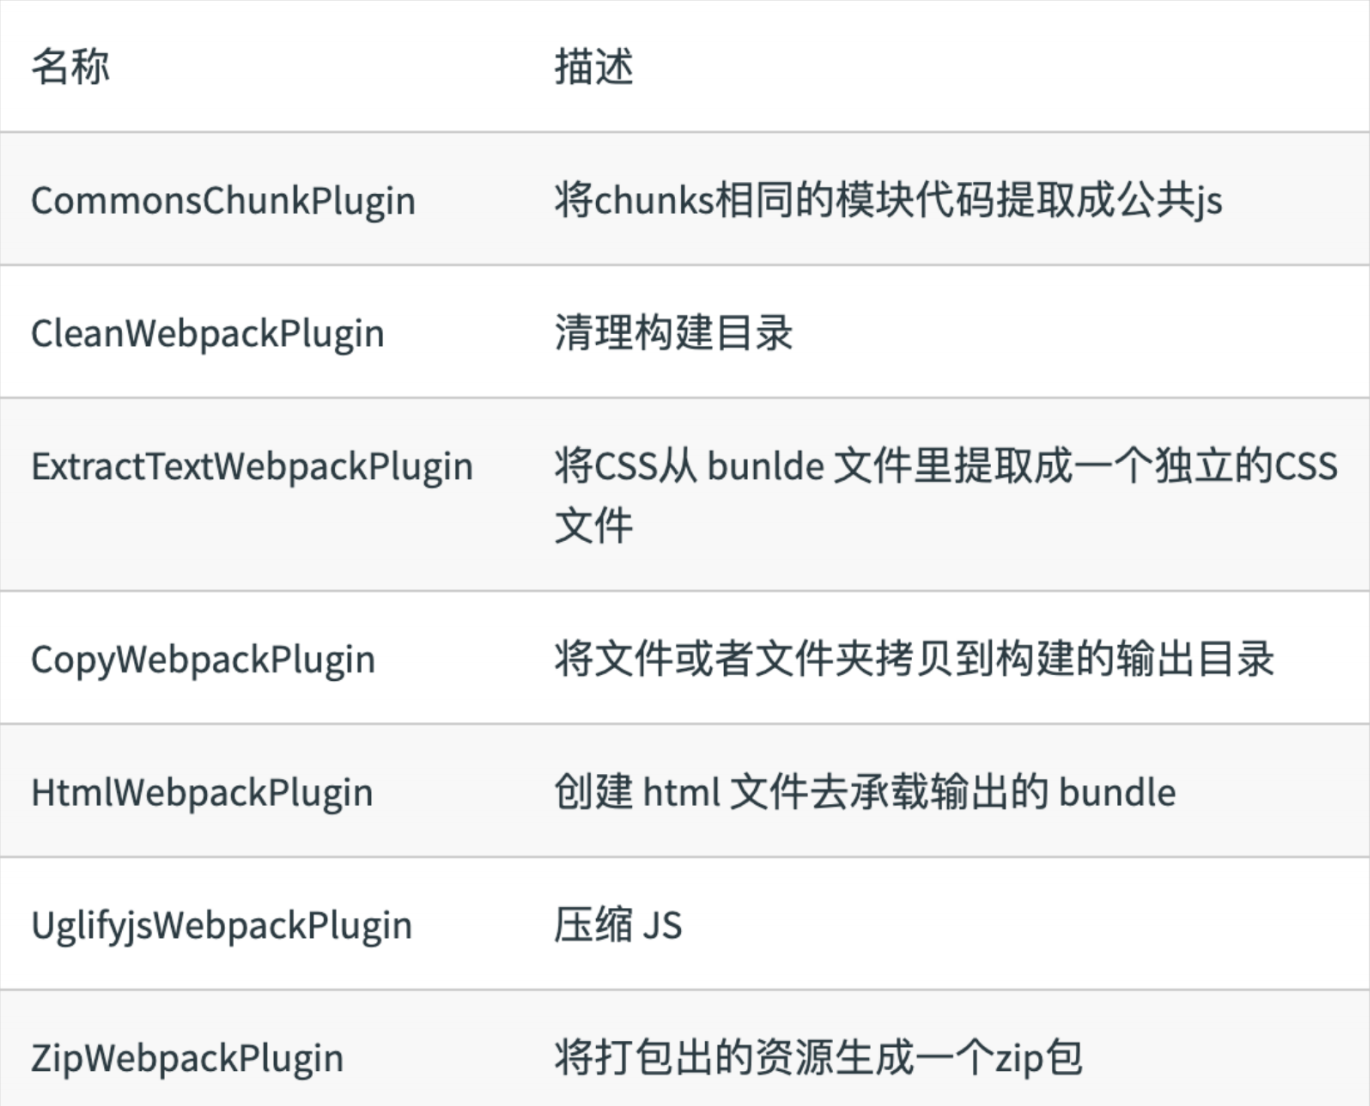 名称 描述
CommonsChunkPlugin 将chunks相同的模块代码提取成公共js
CleanWebpackPlugin 清理构建目录
ExtractTextWebpackPlugin 将CSS从 bunlde 文件里提取成一个独立的CSS
文件
CopyWebpackPlugin 将文件或者文件夹拷贝到构建的输出目录
HtmlWebpackPlugin 创建 html 文件去承载输出的 bundle
UglifyjsWebpackPlugin 压缩 JS
ZipWebpackPlugin 将打包出的资源生成一个zip包